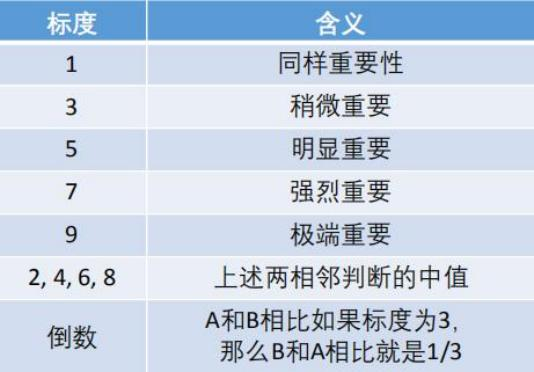 标度 含义
1 同样重要性
3 稍微重要
5 明显重要
7 强烈重要
9 极端重要
2, 4, 6, 8 上述两相邻判断的中值
倒数 A和B相比如果标度为3，
那么B和A相比就是1/3